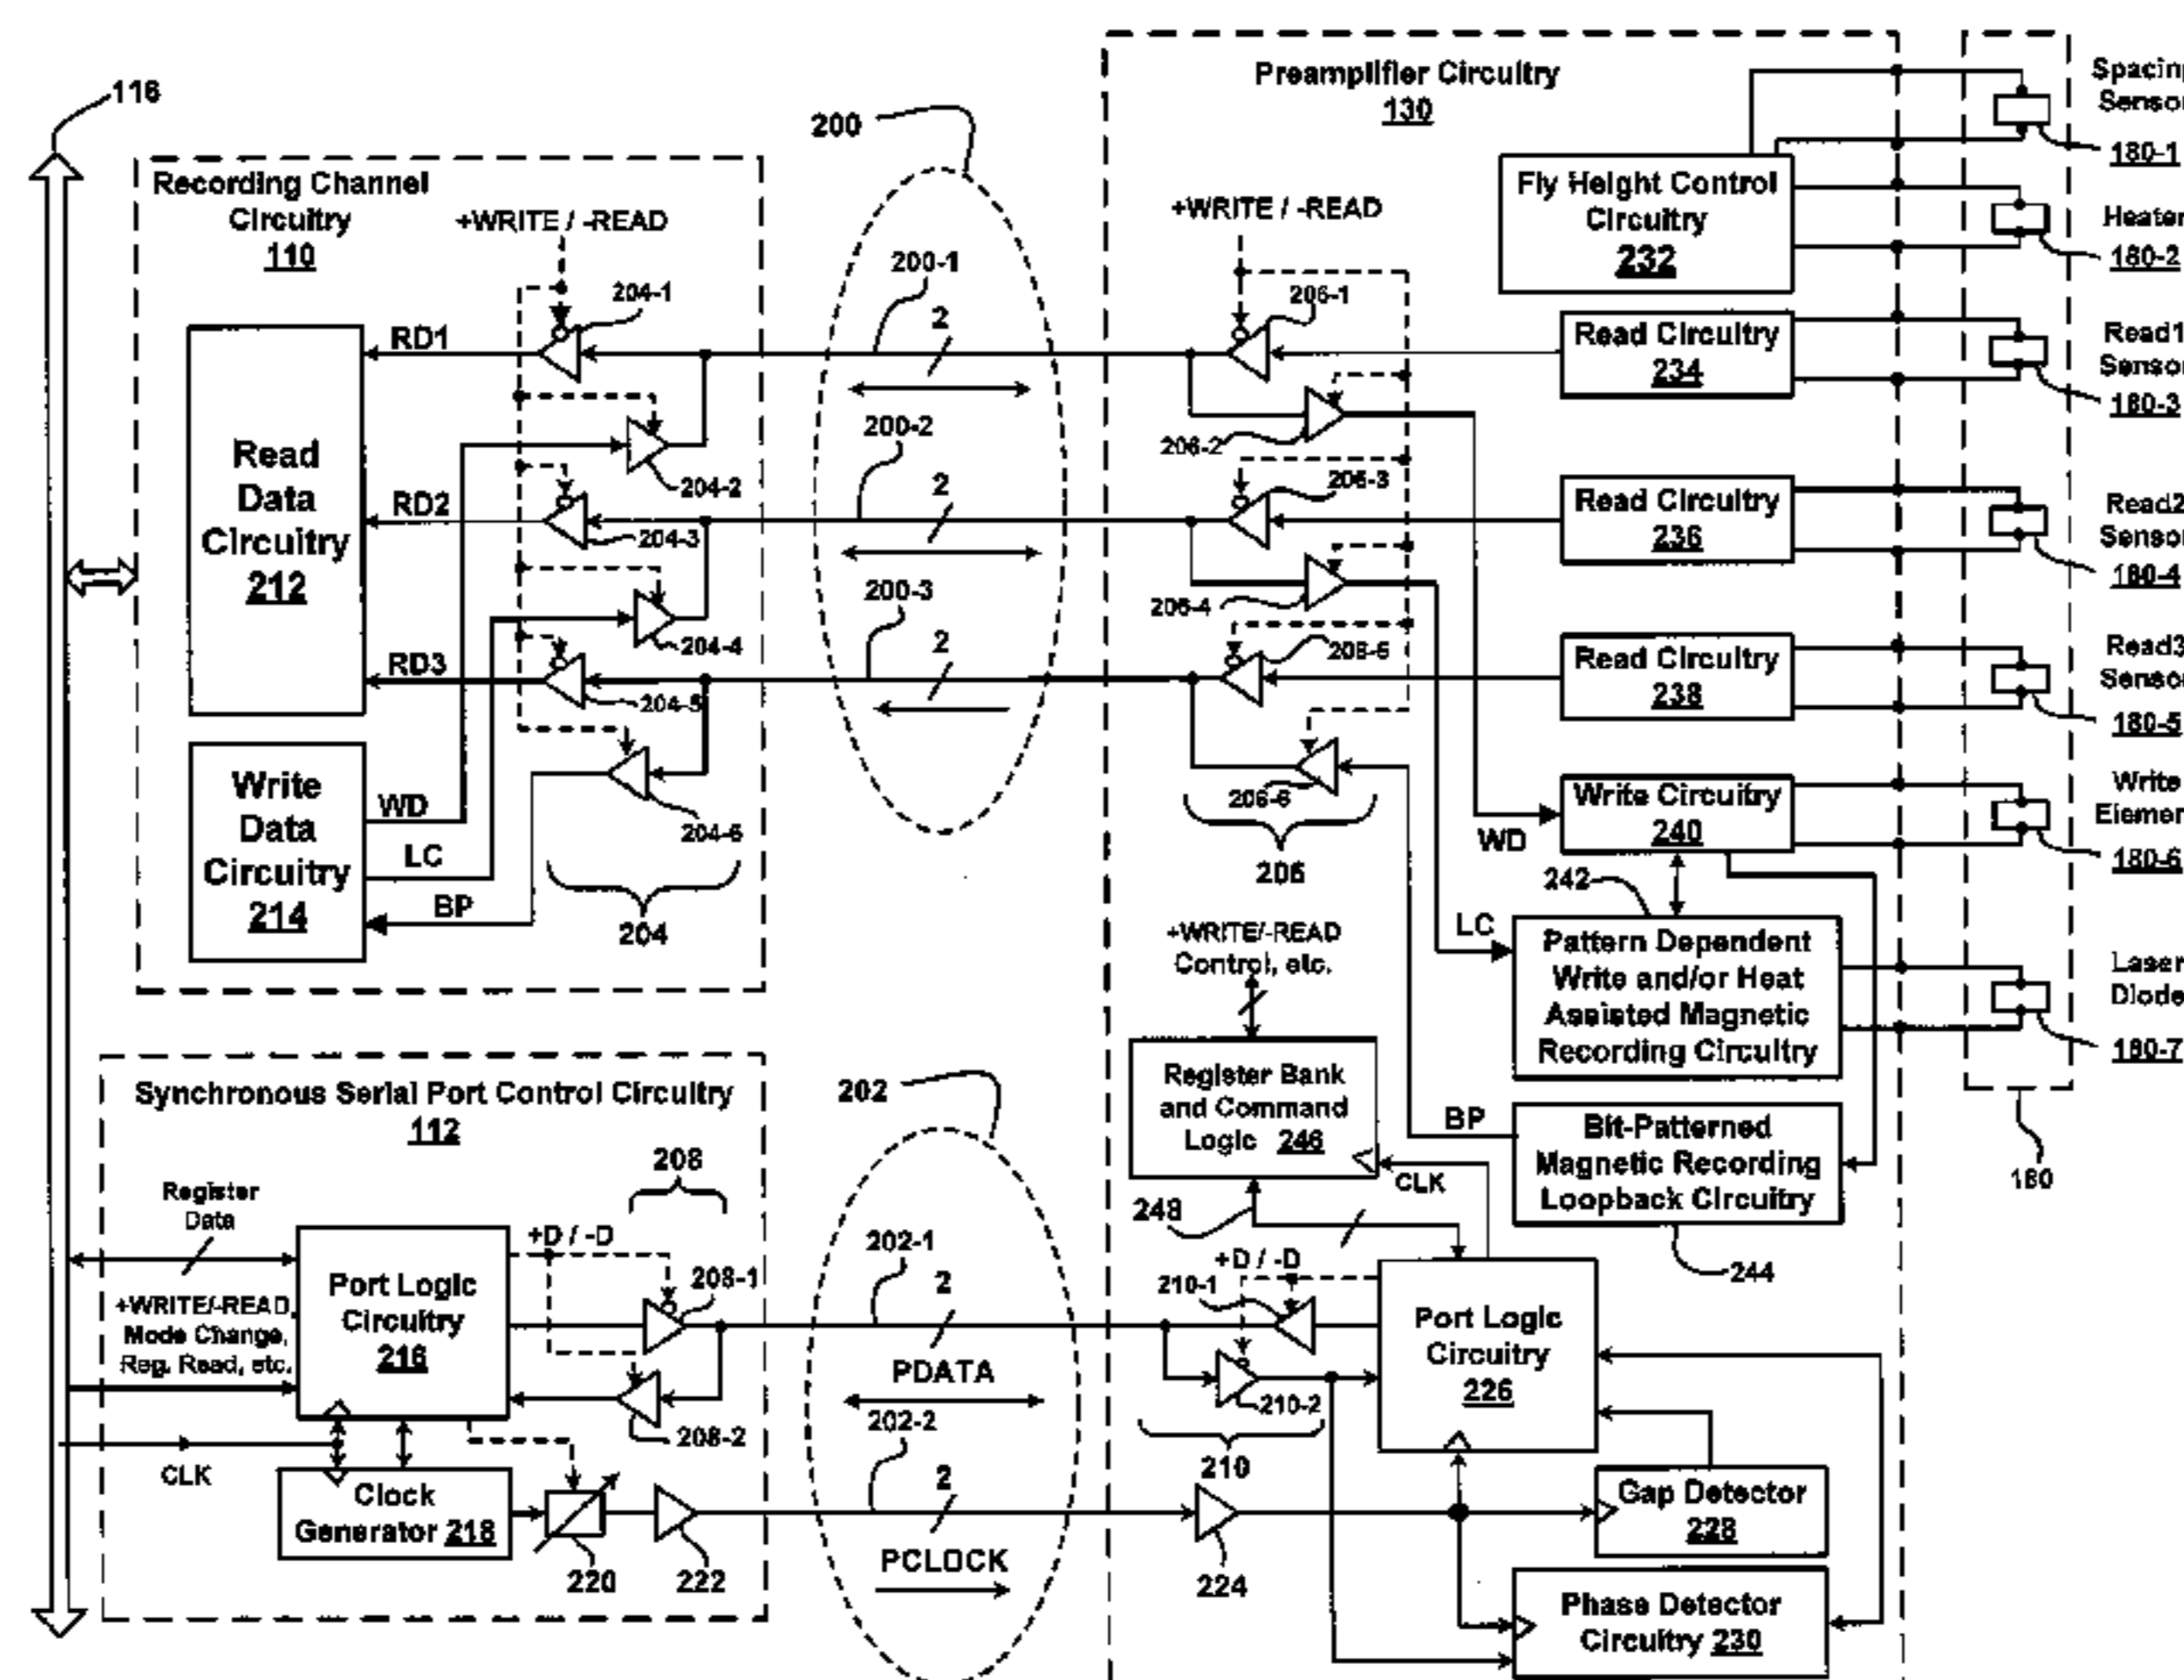 116
Recording Channel
Circuitry
110
+WRITE / -READ
204-1
RD1
Read
Data
Circuitry
212
204-2
RD2
204-3
204-4
RD3
204-5
Write
Data
Circuitry
214
WD
LC
BP
204-6
204
200
200-1
2
200-2
2
200-3
2
Preamplifier Circuitry
130
+WRITE / -READ
206-1
206-2
206-3
206-4
206-5
206-6
206
Fly Height Control
Circuitry
232
Read Circuitry
234
Read Circuitry
236
Read Circuitry
238
Write Circuitry
240
WD
242
LC
Pattern Dependent
Write and/or Heat
Assisted Magnetic
Recording Circuitry
+WRITE/-READ
Control, etc.
Register Bank
and Command
Logic 246
CLK
BP
Bit-Patterned
Magnetic Recording
Loopback Circuitry
244
248
180-1
180-2
Read1
180-3
Read2
180-4
Read3
180-5
Write
180-6
Laser
180-7
180
Synchronous Serial Port Control Circuitry
112
208
Register
Data
+D / -D
208-1
+WRITE/-READ,
Mode Change,
Reg. Read, etc.
Port Logic
Circuitry
216
208-2
CLK
Clock
Generator 218
220
222
202
202-1
2
PDATA
202-2
2
PCLOCK
+D / -D
210-1
210-2
210
224
Port Logic
Circuitry
226
Gap Detector
228
Phase Detector
Circuitry 230